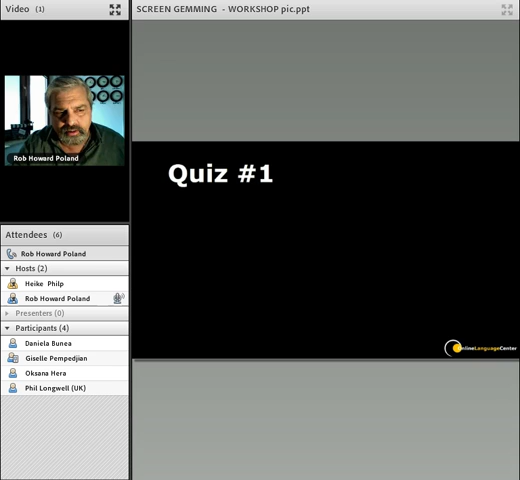 Video (1)
SCREEN GEMMING - WORKSHOP pic.ppt
Rob Howard Poland
Quiz #1
Attendees (6)
Rob Howard Poland
Hosts (2)
Heike Philp
Rob Howard Poland
Presenters (0)
Participants (4)
Daniela Bunea
Giselle Pempedjian
Oksana Hera
Phil Longwell (UK)
OnlineLanguageCenter